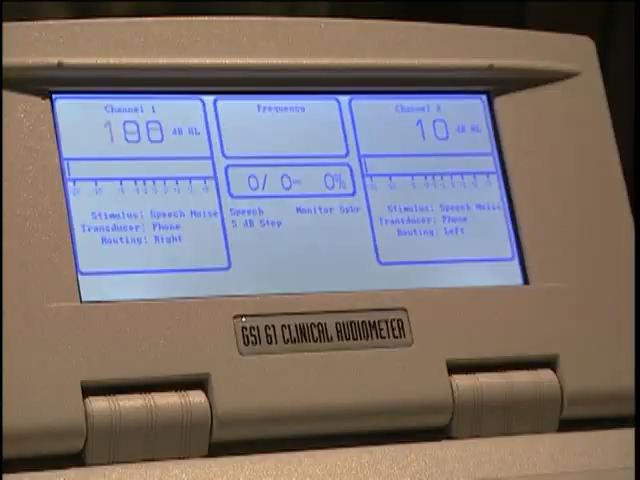 Channel 1
100 dB HL
Stimulus: Speech Noise
Transducer: Phone
Routing: Right
Frequency
0/ 0= 0%
Speech
Monitor Spkr
5 dB Step
Channel 2
10 dB HL
Stimulus: Speech Noise
Transducer: Phone
Routing: Left
GSI 61 CLINICAL AUDIOMETER